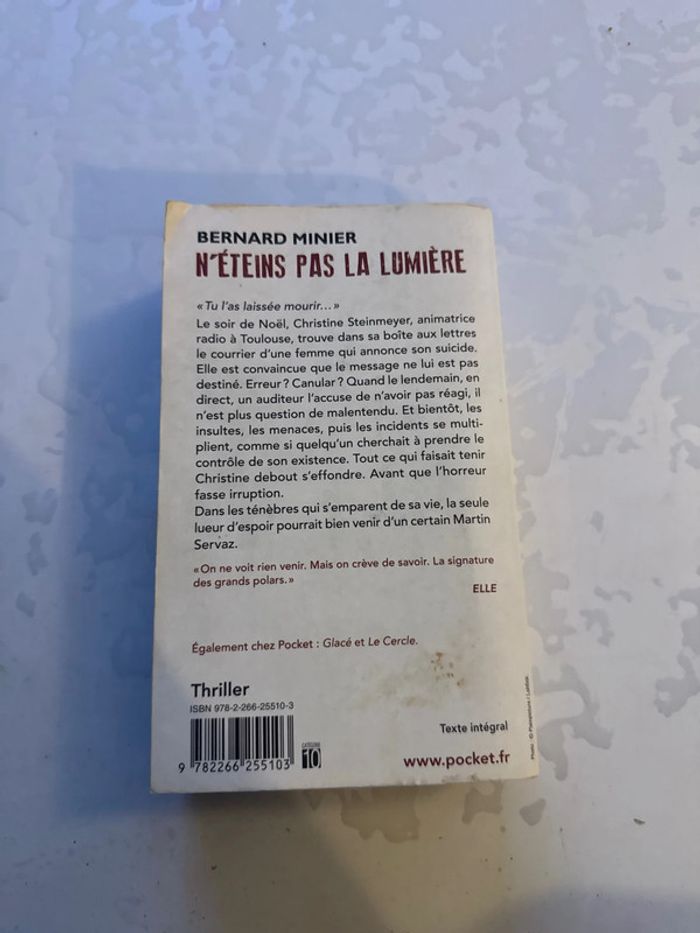 BERNARD MINIER
N'ÉTEINS PAS LA LUMIÈRE
« Tu l'as laissée mourir... »
Le soir de Noël, Christine Steinmeyer, animatrice
radio à Toulouse, trouve dans sa boîte aux lettres
le courrier d'une femme qui annonce son suicide.
Elle est convaincue que le message ne lui est pas
destiné. Erreur ? Canular ? Quand le lendemain, en
direct, un auditeur l'accuse de n'avoir pas réagi, il
n'est plus question de malentendu. Et bientôt, les
insultes, les menaces, puis les incidents se multi-
plient, comme si quelqu'un cherchait à prendre le
contrôle de son existence. Tout ce qui faisait tenir
Christine debout s'effondre. Avant que l'horreur
fasse irruption.
Dans les ténèbres qui s'emparent de sa vie, la seule
lueur d'espoir pourrait bien venir d'un certain Martin
Servaz.
« On ne voit rien venir. Mais on crève de savoir. La signature
des grands polars. »
ELLE
Également chez Pocket : Glacé et Le Cercle.
Thriller
ISBN 978-2-266-25510-3
9 782266 255103
CATÉGORIE
10
Texte intégral
www.pocket.fr